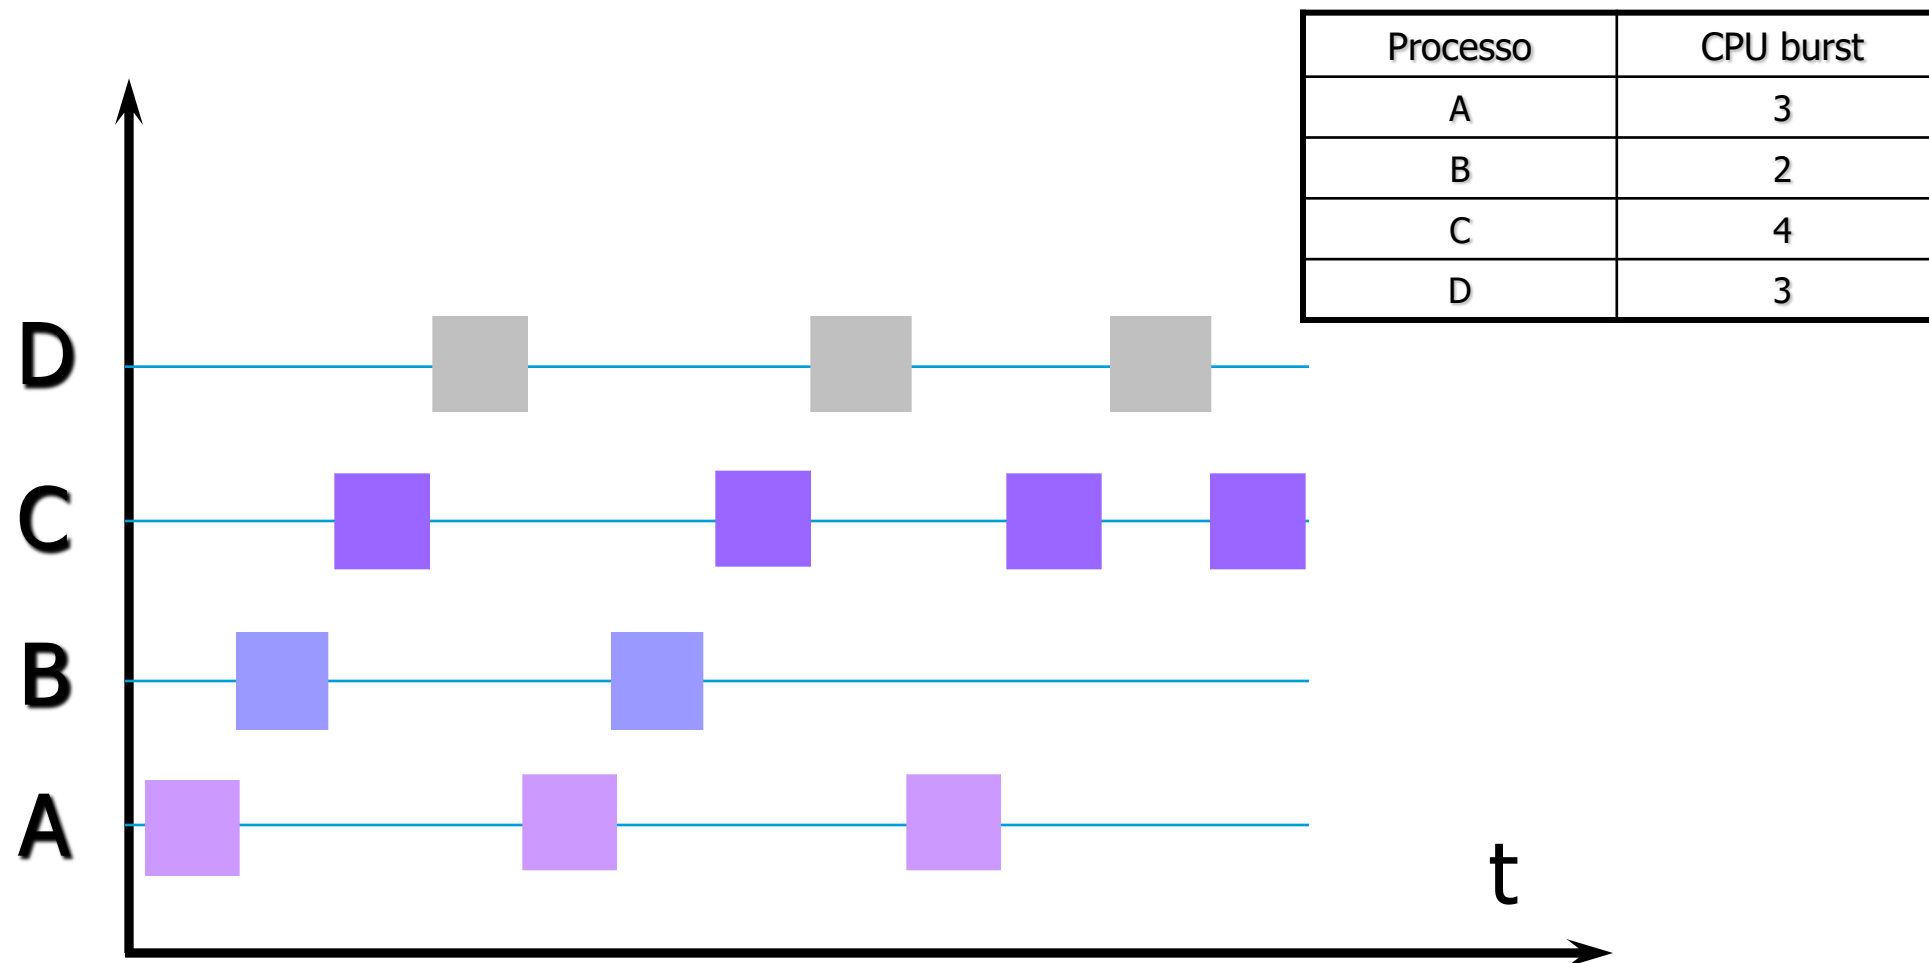 Processo CPU burst
A 3
B 2
C 4
D 3
D
C
B
A
t